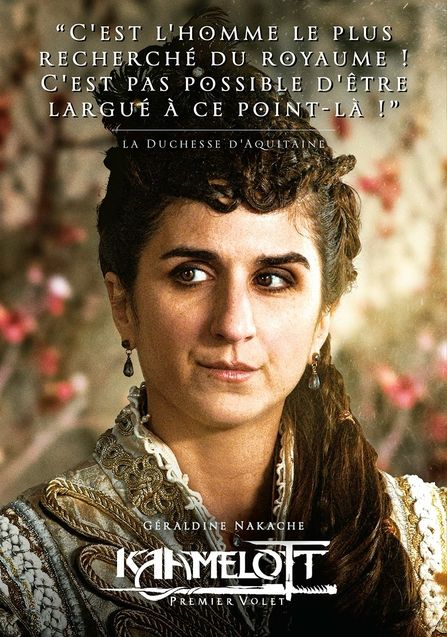 “C'EST L'HOMME LE PLUS
RECHERCHÉ DU ROYAUME !
C'EST PAS POSSIBLE D'ÊTRE
LARGUÉ À CE POINT-LÀ !”
LA DUCHESSE D'AQUITAINE
GÉRALDINE NAKACHE
KAAMELOTT
PREMIER VOLET